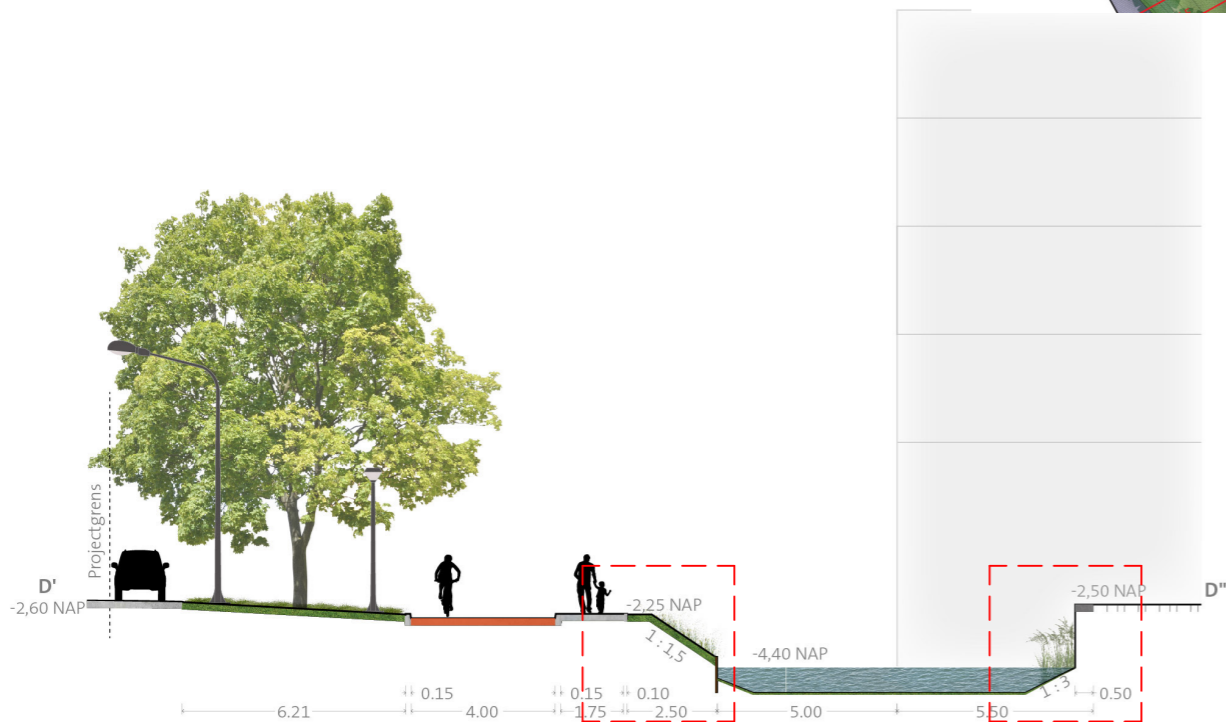 Projectgrens
D'
-2,60 NAP
-2,25 NAP
1 : 1,5
-4,40 NAP
-2,50 NAP
D"
1 : 3
0.15
0.15
0.10
0.50
6.21
4.00
1.75
2.50
5.00
5.50